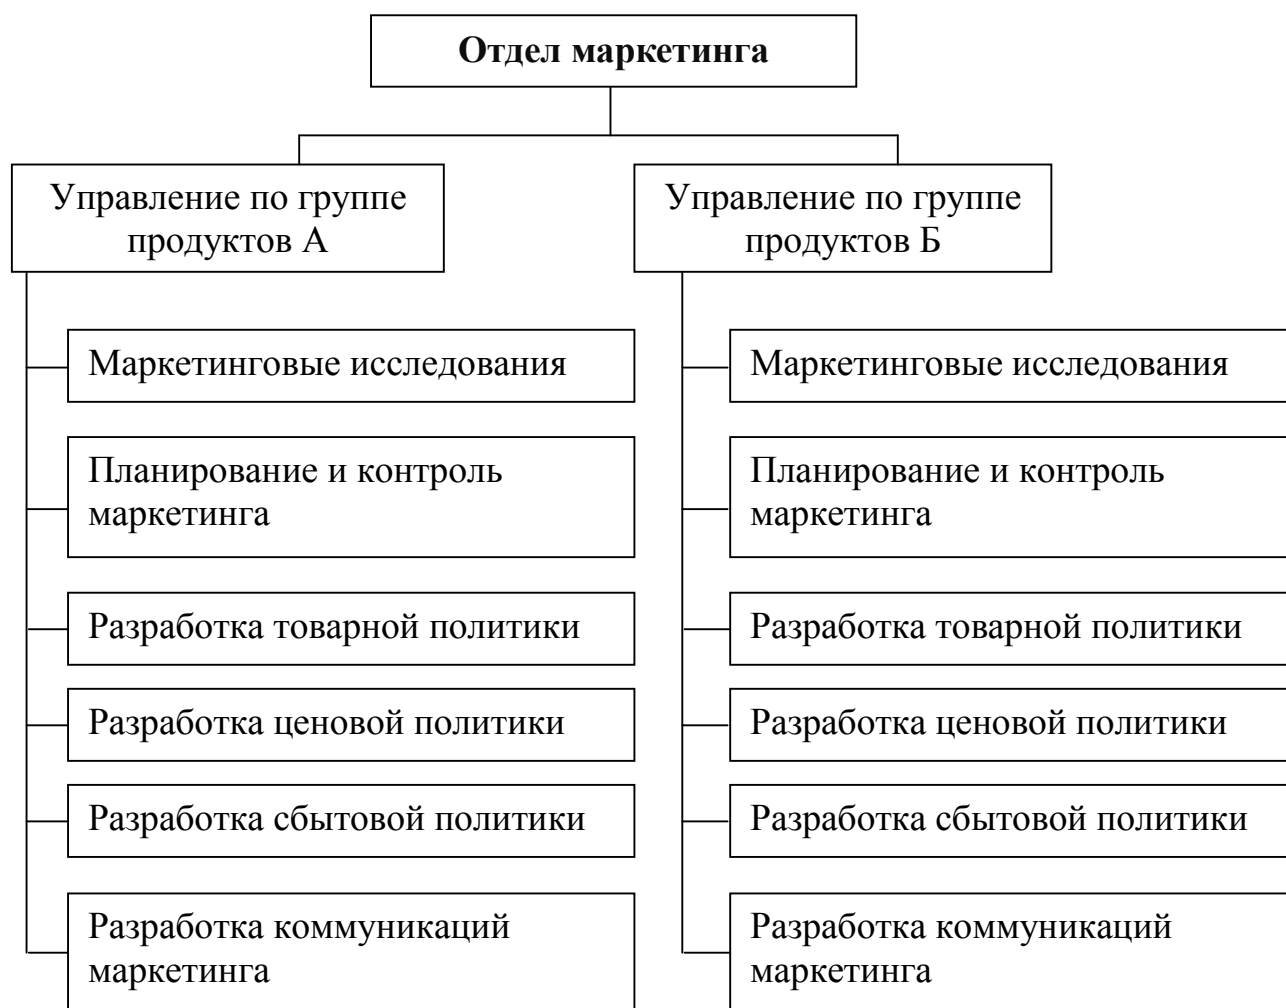 Отдел маркетинга
Управление по группе
продуктов А
Управление по группе
продуктов Б
Маркетинговые исследования
Планирование и контроль
маркетинга
Разработка товарной политики
Разработка ценовой политики
Разработка сбытовой политики
Разработка коммуникаций
маркетинга
Маркетинговые исследования
Планирование и контроль
маркетинга
Разработка товарной политики
Разработка ценовой политики
Разработка сбытовой политики
Разработка коммуникаций
маркетинга